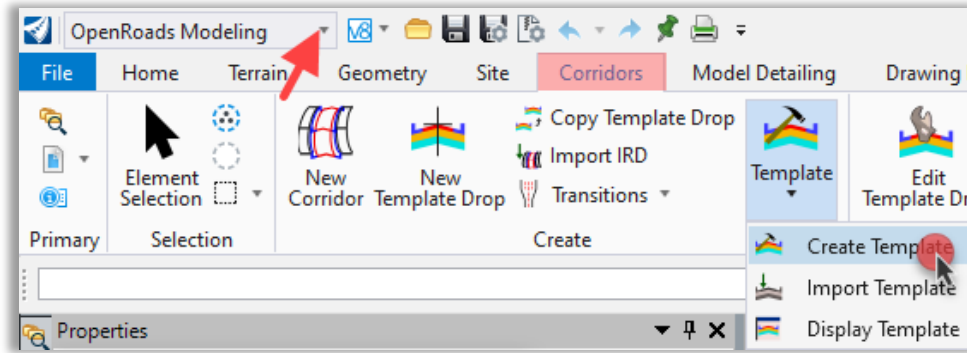 OpenRoads Modeling V8
File Home Terrain Geometry Site Corridors Model Detailing Drawing
Element
Selection
New
Corridor
New
Template Drop
Copy Template Drop
Import IRD
Transitions
Template
Edit
Template Dr
Primary Selection Create
Create Template
Import Template
Display Template
Properties